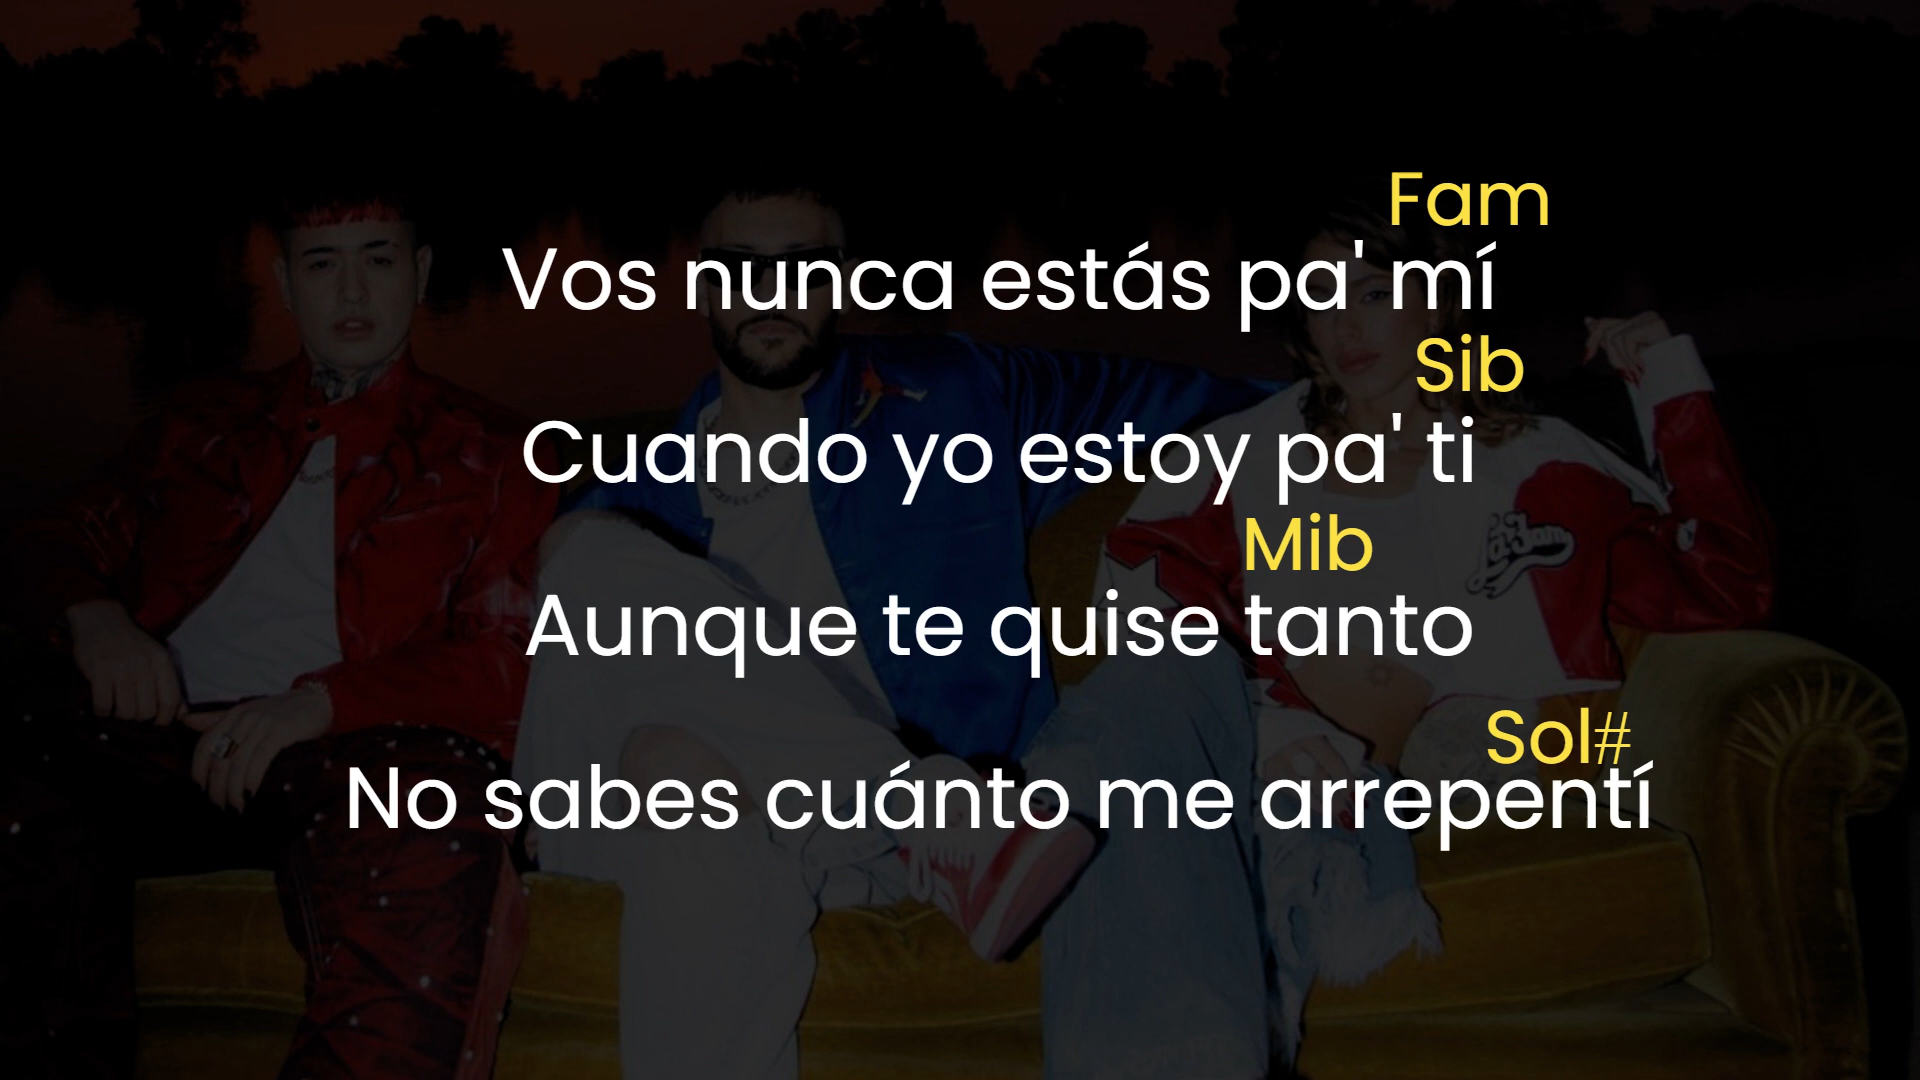 Fam
Vos nunca estás pa' mí
Sib
Cuando yo estoy pa' ti
Mib
Aunque te quise tanto
Sol#
No sabes cuánto me arrepentí